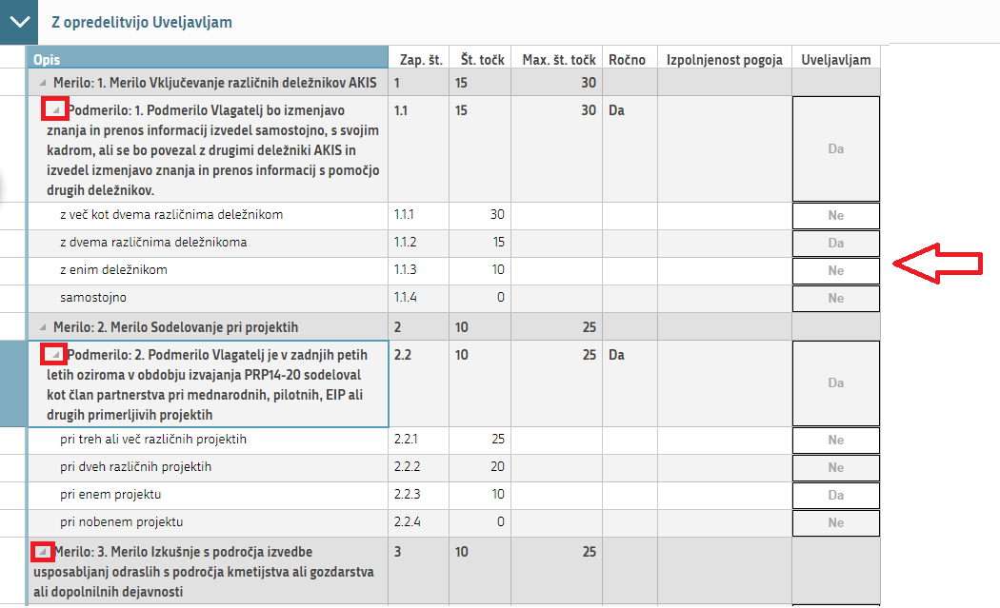 Z opredelitvijo Uveljavljam
Opis Zap. št. Št. točk Max. št. točk Ročno Izpolnjenost pogoja Uveljavljam
Merilo: 1. Merilo Vključevanje različnih deležnikov AKIS 1 15 30
Podmerilo: 1. Podmerilo Vlagatelj bo izmenjavo 1.1 15 30 Da
znanja in prenos informacij izvedel samostojno, s svojim
kadrom, ali se bo povezal z drugimi deležniki AKIS in Da
izvedel izmenjavo znanja in prenos informacij s pomočjo
drugih deležnikov.
z več kot dvema različnima deležnikom 1.1.1 30 Ne
z dvema različnima deležnikoma 1.1.2 15 Da
z enim deležnikom 1.1.3 10 Ne
samostojno 1.1.4 0 Ne
Merilo: 2. Merilo Sodelovanje pri projektih 2 10 25
Podmerilo: 2. Podmerilo Vlagatelj je v zadnjih petih 2.2 10 25 Da
letih oziroma v obdobju izvajanja PRP14-20 sodeloval Da
kot član partnerstva pri mednarodnih, pilotnih, EIP ali
drugih primerljivih projektih
pri treh ali več različnih projektih 2.2.1 25 Ne
pri dveh različnih projektih 2.2.2 20 Ne
pri enem projektu 2.2.3 10 Da
pri nobenem projektu 2.2.4 0 Ne
Merilo: 3. Merilo Izkušnje s področja izvedbe 3 10 25
usposabljanj odraslih s področja kmetijstva ali gozdarstva
ali dopolnilnih dejavnosti